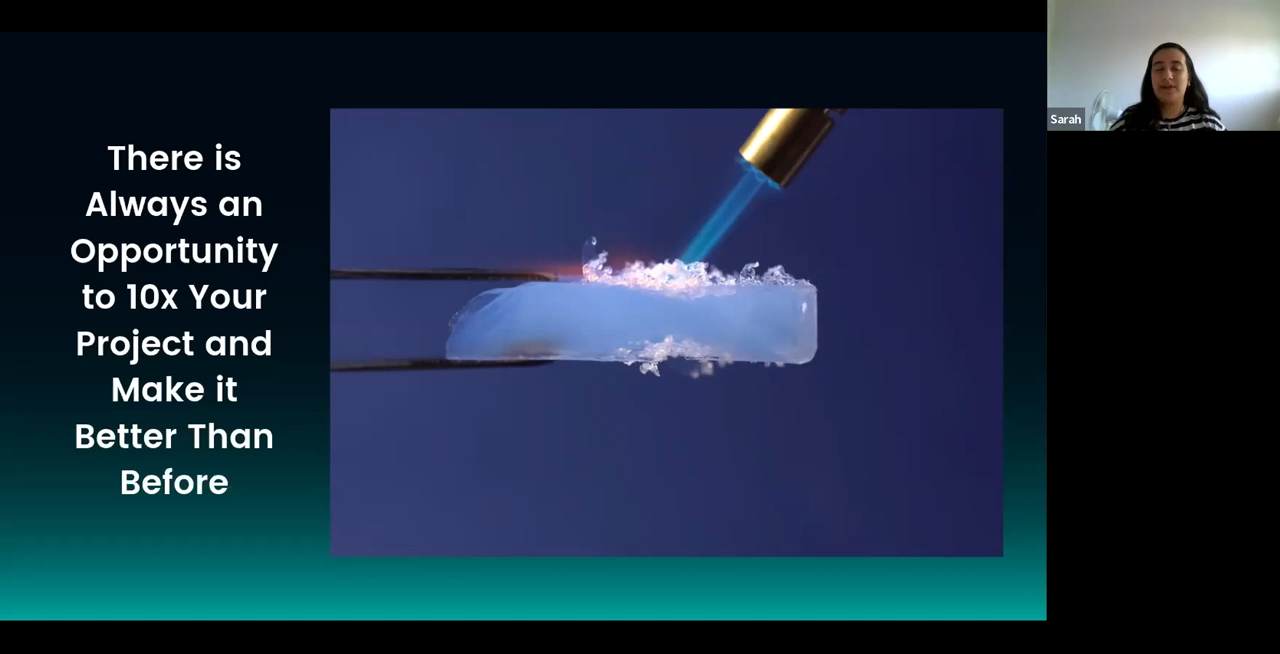 There is
Always an
Opportunity
to 10x Your
Project and
Make it
Better Than
Before
Sarah